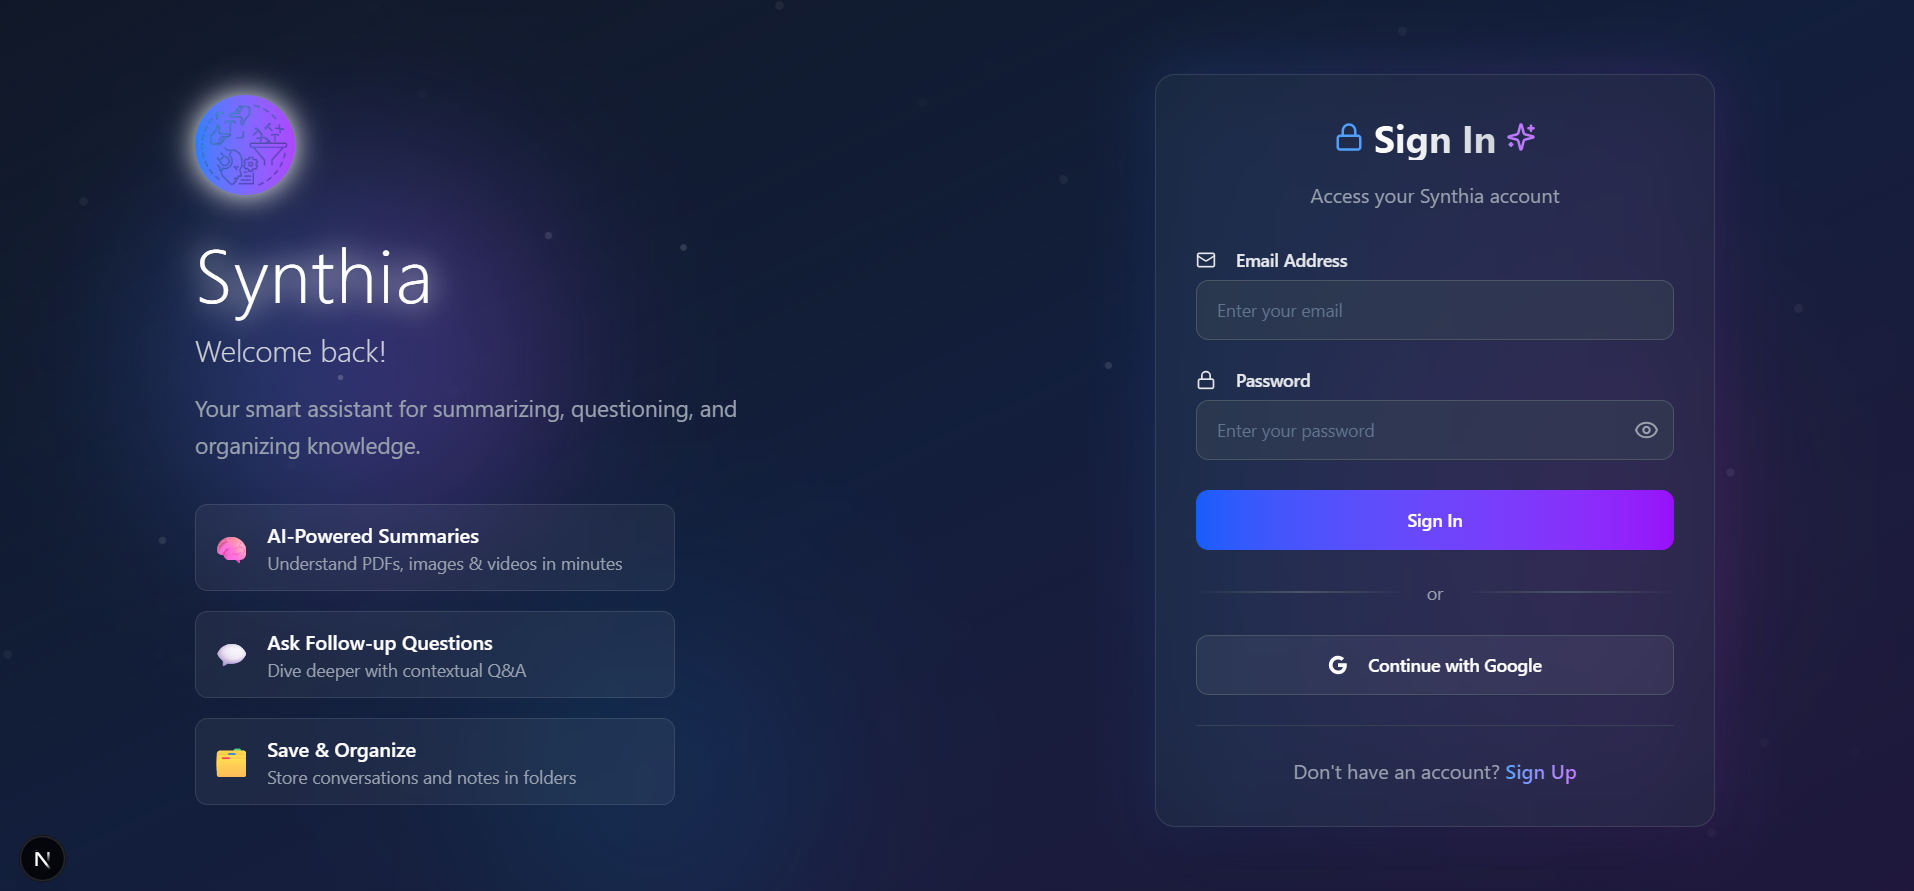 Synthia
Welcome back!
Your smart assistant for summarizing, questioning, and
organizing knowledge.
AI-Powered Summaries
Understand PDFs, images & videos in minutes
Ask Follow-up Questions
Dive deeper with contextual Q&A
Save & Organize
Store conversations and notes in folders
N
Sign In
Access your Synthia account
Email Address
Enter your email
Password
Enter your password
Sign In
or
G Continue with Google
Don't have an account? Sign Up